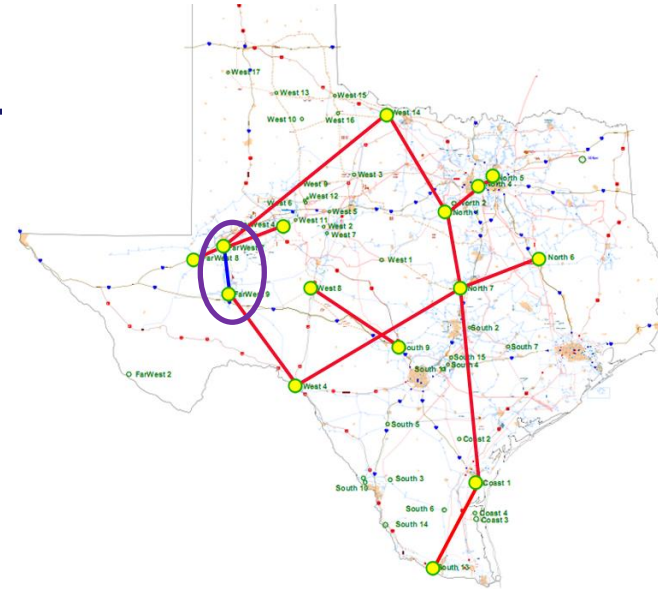 West 17
West 13
West 15
West 10
West 16
West 14
West 3
North 5
North 4
West 9
West 12
West 6
West 5
North 2
North
West 4
West 11
West 2
West 7
FarWest
FarWest 8
West 1
North 6
FarWest 9
West 8
North 7
South 2
South 9
South 7
South 15
South 4
FarWest 2
West 4
South 5
Coast 2
South 3
South
Coast 1
South 6
Coast 4
Coast 3
South 14
South